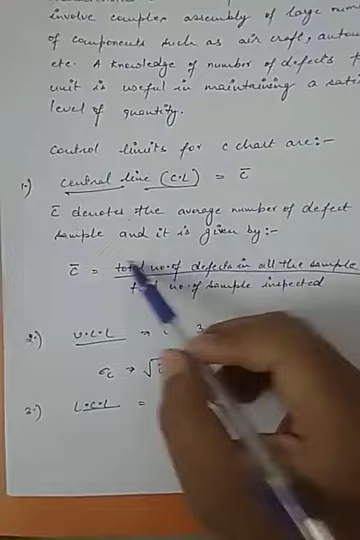 involve complex assembly of large num
of components such as air craft, autom
etc. A knowledge of number of defects p
unit is useful in maintaining a sati
level of quantity.
control limits for c chart are:-
1.) central line (C.L) = c̄
c̄ denotes the average number of defect
sample and it is given by:-
c̄ = total no. of defects in all the sample
no. of sample inspected
2.) U.C.L → c 3
σc → √c
3.) L.C.L =